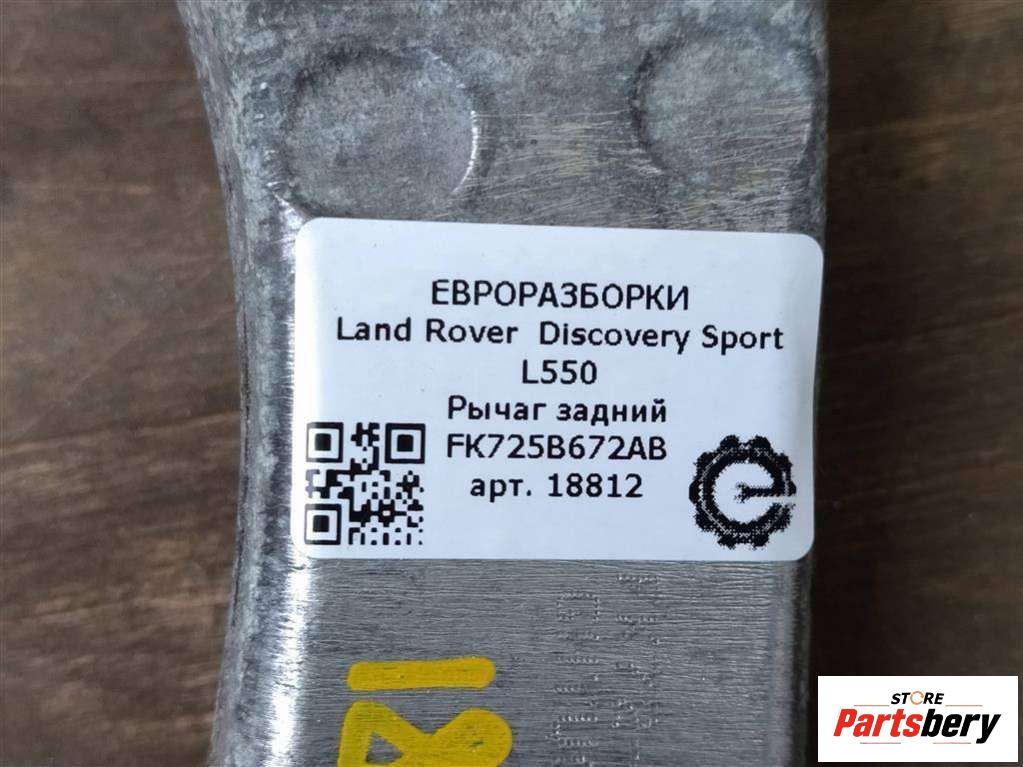 ЕВРОРАЗБОРКИ
Land Rover Discovery Sport
L550
Рычаг задний
FK725B672AB
арт. 18812
STORE
Partsbery